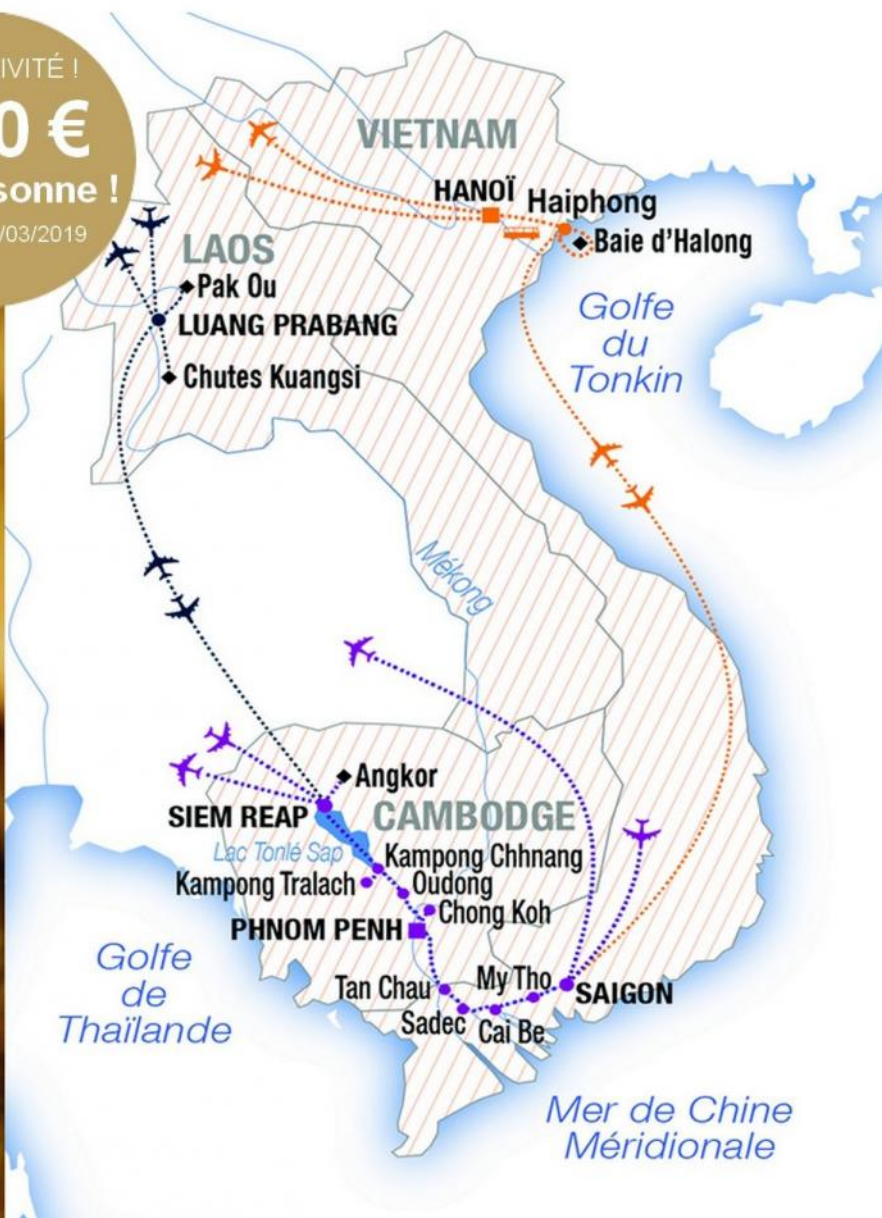 IVITÉ !
0 €
sonne !
/03/2019
VIETNAM
HANOÏ
Haiphong
Baie d'Halong
LAOS
Pak Ou
LUANG PRABANG
Chutes Kuangsi
Golfe
du
Tonkin
Mékong
Angkor
SIEM REAP
CAMBODGE
Lac Tonlé Sap
Kampong Chhnang
Kampong Tralach
Oudong
Chong Koh
PHNOM PENH
Golfe
de
Thaïlande
Tan Chau
My Tho
SAIGON
Sadec
Cai Be
Mer de Chine
Méridionale